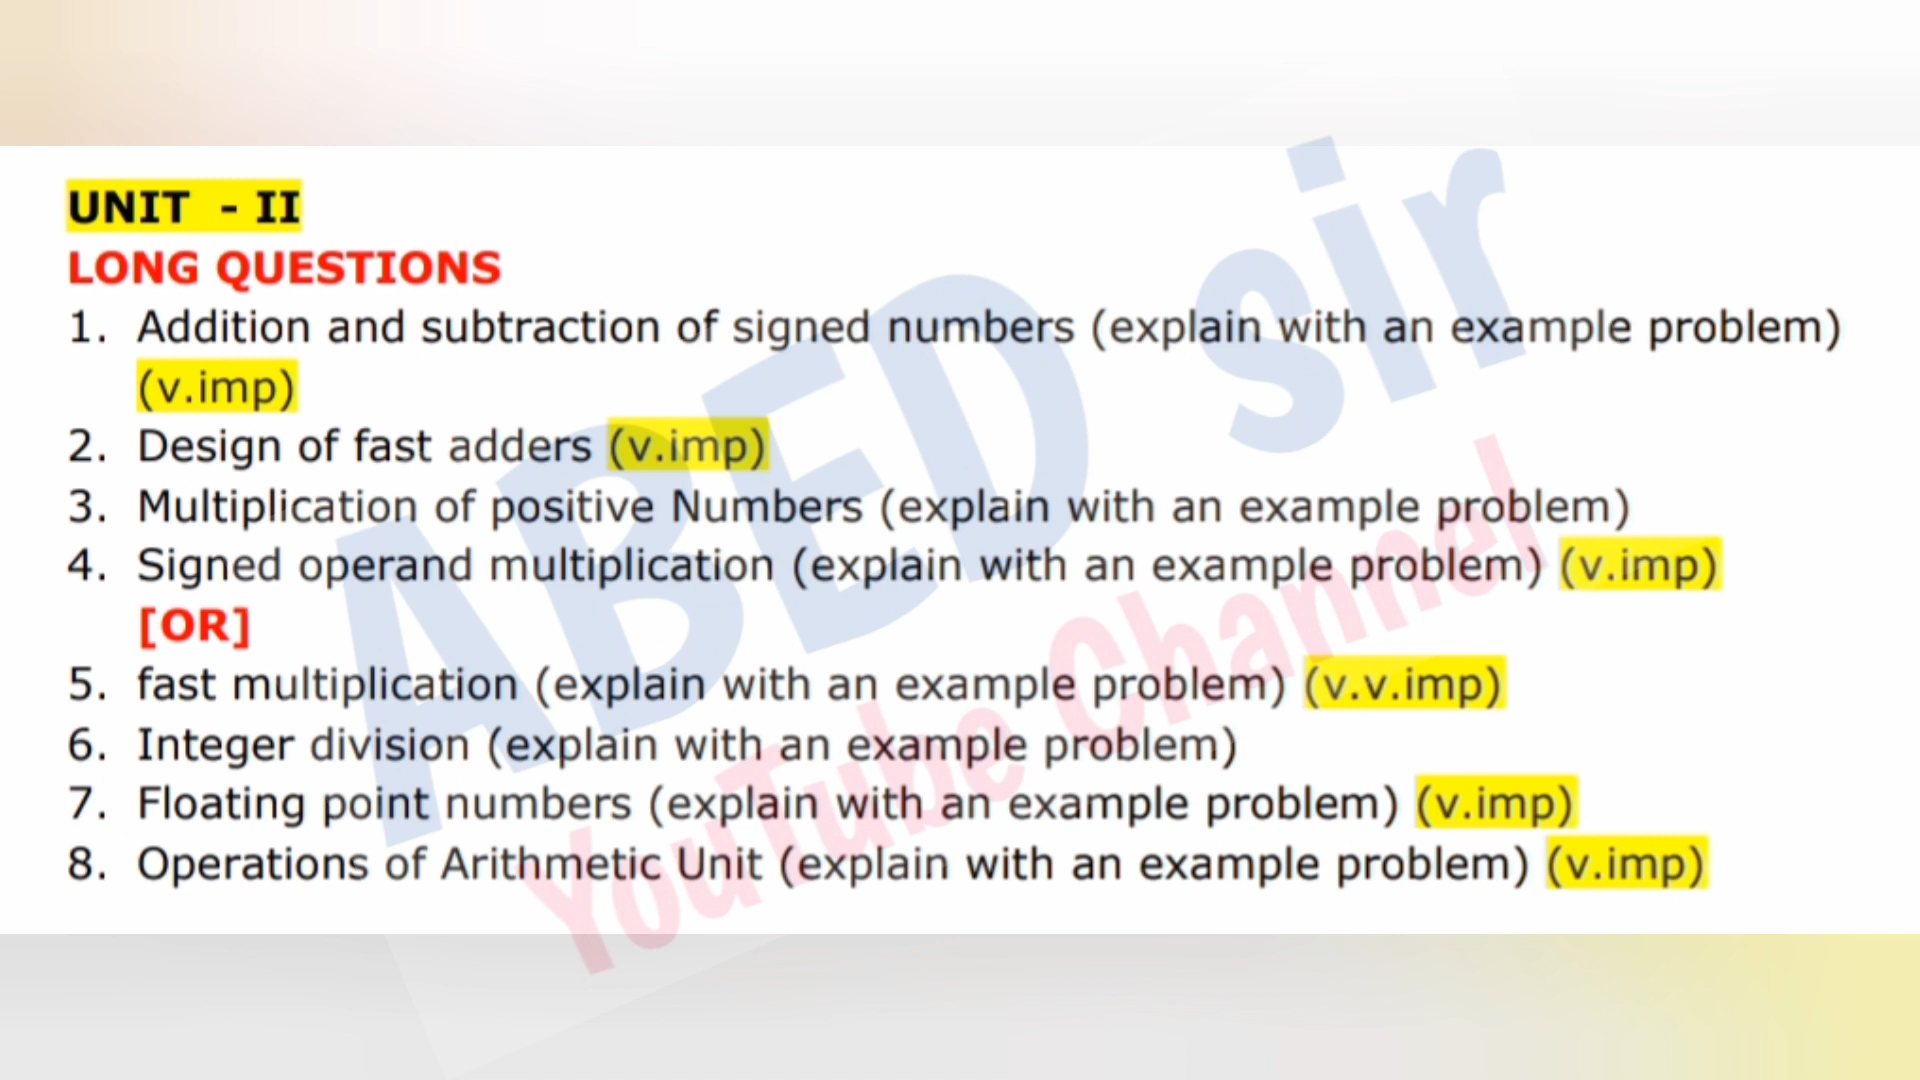 UNIT - II
LONG QUESTIONS
1. Addition and subtraction of signed numbers (explain with an example problem)
(v.imp)
2. Design of fast adders (v.imp)
3. Multiplication of positive Numbers (explain with an example problem)
4. Signed operand multiplication (explain with an example problem) (v.imp)
[OR]
5. fast multiplication (explain with an example problem) (v.v.imp)
6. Integer division (explain with an example problem)
7. Floating point numbers (explain with an example problem) (v.imp)
8. Operations of Arithmetic Unit (explain with an example problem) (v.imp)
ABED sir
YouTube Channel